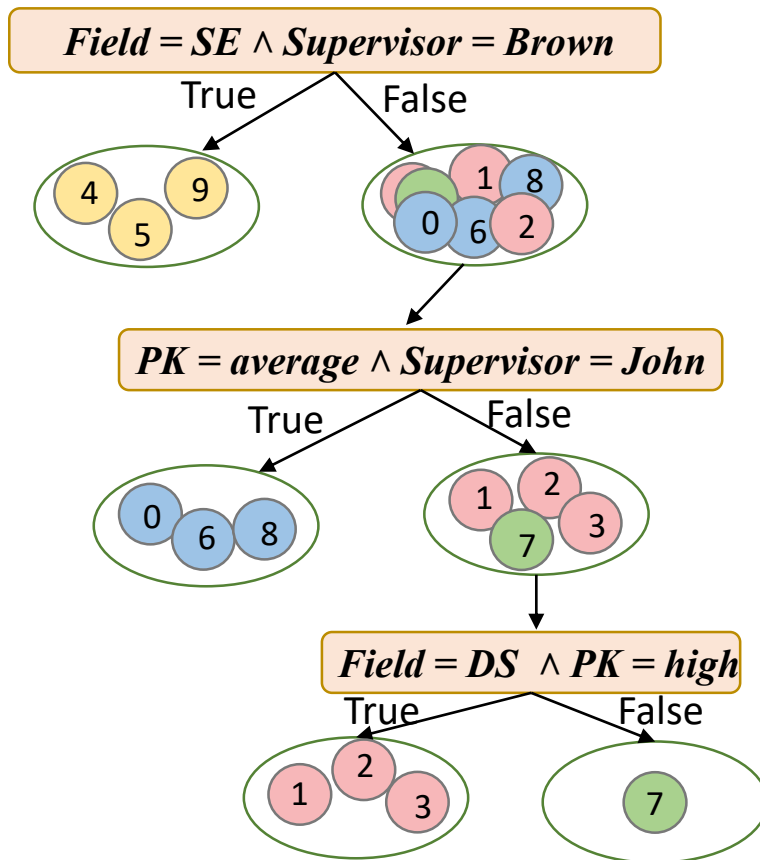 Field = SE ∧ Supervisor = Brown
True
False
4
9
5
1
8
0
6
2
PK = average ∧ Supervisor = John
True
False
0
6
8
1
2
3
7
Field = DS ∧ PK = high
True
False
1
2
3
7